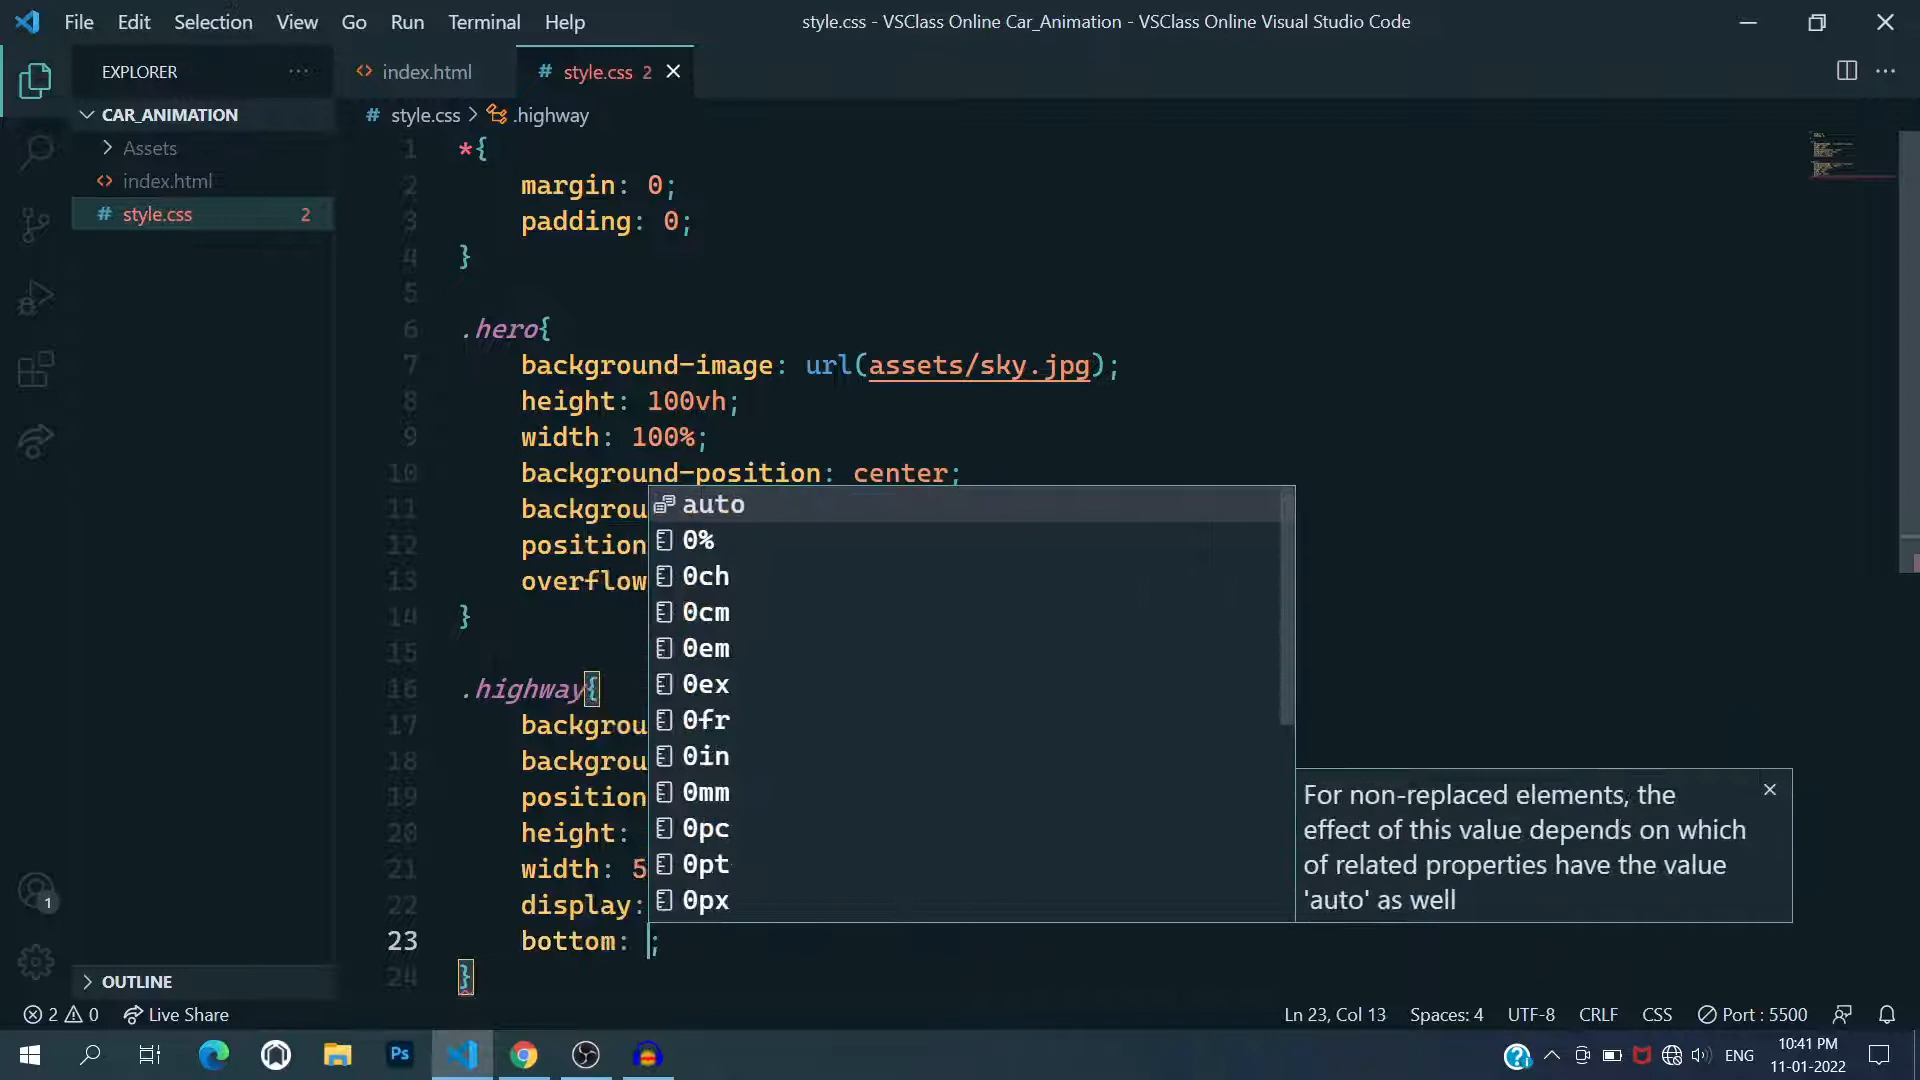 File Edit Selection View Go Run Terminal Help
style.css - VSClass Online Car_Animation - VSClass Online Visual Studio Code
EXPLORER
index.html
style.css 2
CAR_ANIMATION
Assets
index.html
style.css 2
style.css > .highway
1 *{
2 margin: 0;
3 padding: 0;
4 }
5
6 .hero{
7 background-image: url(assets/sky.jpg);
8 height: 100vh;
9 width: 100%;
10 background-position: center;
11 backgrou
12 position
13 overflow
14 }
15
16 .highway{
17 backgrou
18 backgrou
19 position
20 height:
21 width: 5
22 display:
23 bottom: ;
24 }
auto
0%
0ch
0cm
0em
0ex
0fr
0in
0mm
0pc
0pt
0px
For non-replaced elements, the
effect of this value depends on which
of related properties have the value
'auto' as well
1
OUTLINE
2 0 Live Share
Ln 23, Col 13 Spaces: 4 UTF-8 CRLF CSS Port : 5500
Ps
ENG
10:41 PM
11-01-2022